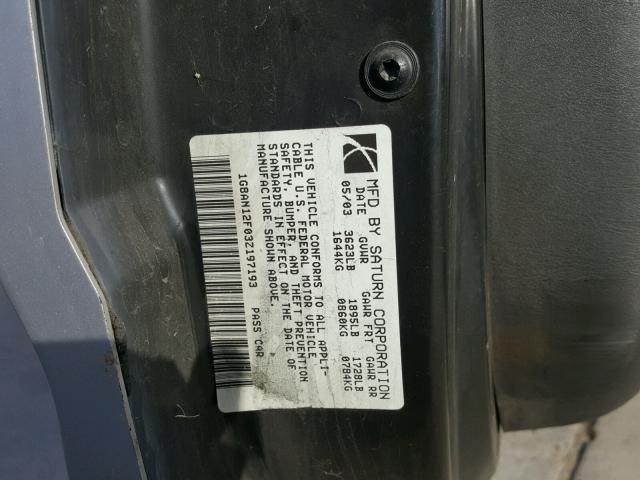 MFD BY SATURN CORPORATION
DATE GVWR GAWR FRT GAWR RR
05/03 3623LB 1895LB 1728LB
1644KG 0860KG 0784KG
THIS VEHICLE CONFORMS TO ALL APPLI-
CABLE U.S. FEDERAL MOTOR VEHICLE
SAFETY, BUMPER, AND THEFT PREVENTION
STANDARDS IN EFFECT ON THE DATE OF
MANUFACTURE SHOWN ABOVE.
1G8AN12F03Z197193 PASS CAR